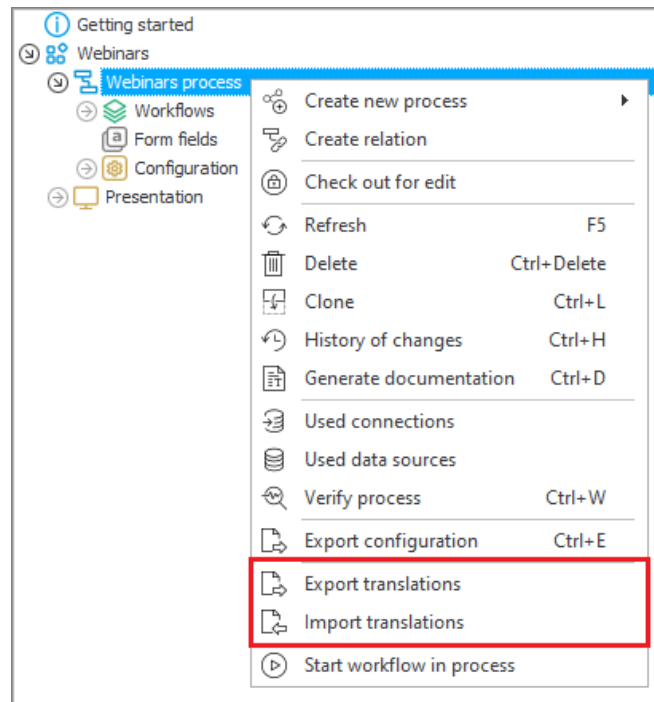 Getting started
Webinars
Webinars process
Workflows
Form fields
Configuration
Presentation
Create new process
Create relation
Check out for edit
Refresh F5
Delete Ctrl+Delete
Clone Ctrl+L
History of changes Ctrl+H
Generate documentation Ctrl+D
Used connections
Used data sources
Verify process Ctrl+W
Export configuration Ctrl+E
Export translations
Import translations
Start workflow in process